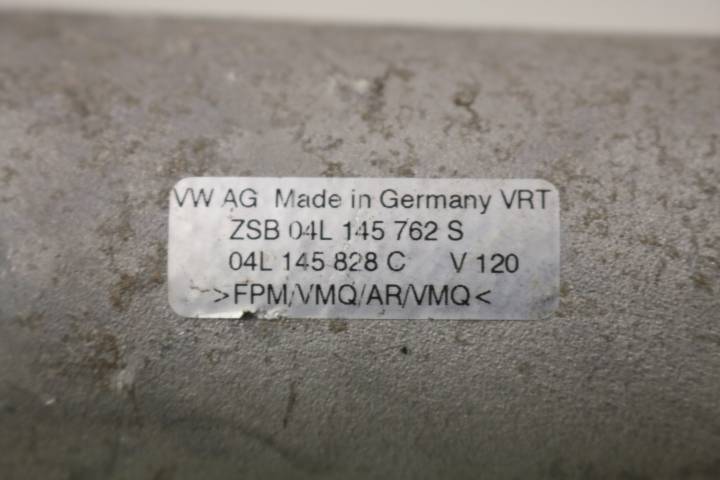 VW AG Made in Germany VRT
ZSB 04L 145 762 S
04L 145 828 C V 120
>FPM/VMQ/AR/VMQ<